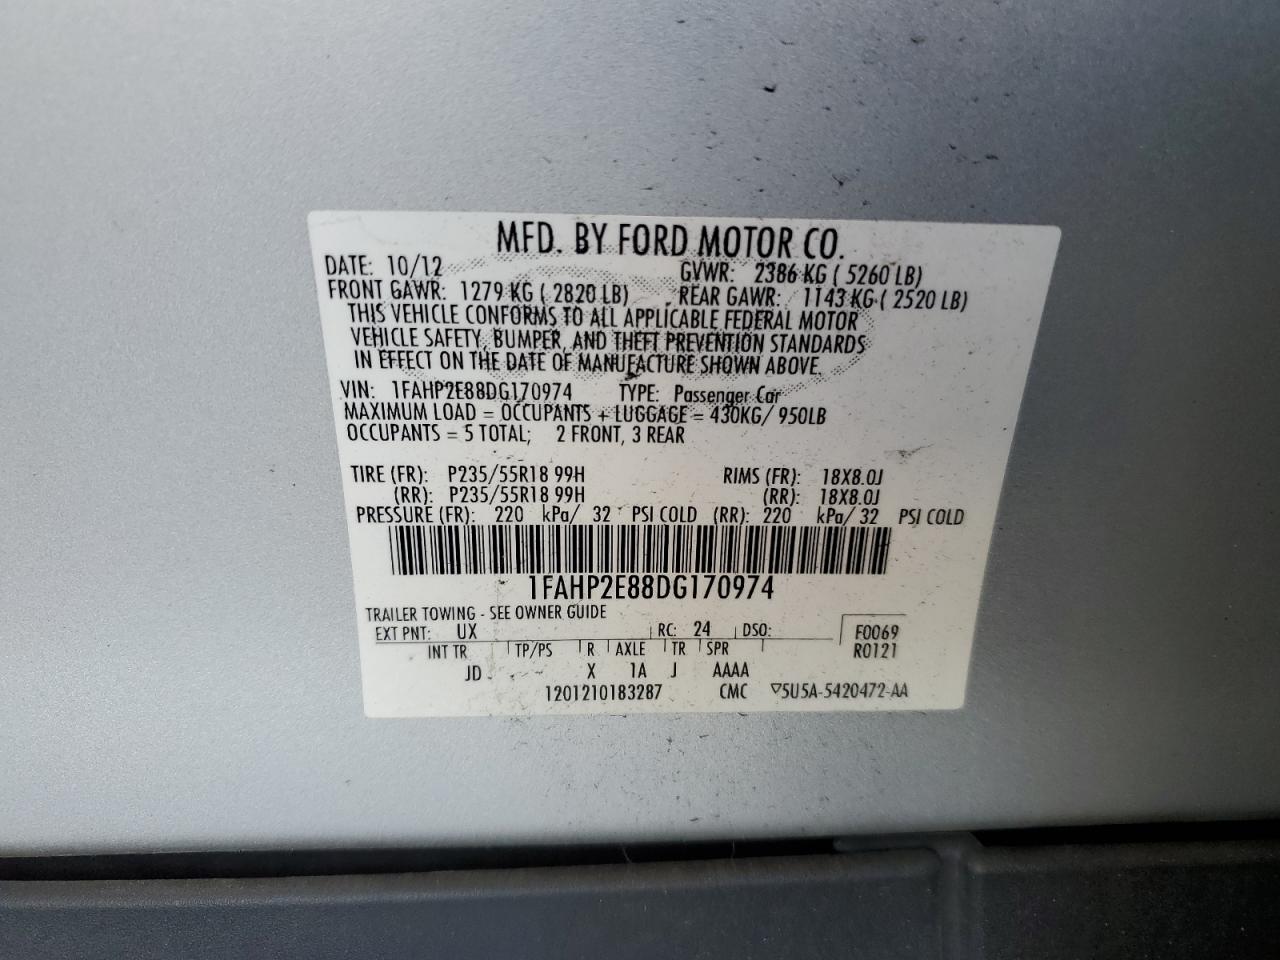 MFD. BY FORD MOTOR CO.
DATE: 10/12 GVWR: 2386 KG ( 5260 LB)
FRONT GAWR: 1279 KG ( 2820 LB) REAR GAWR: 1143 KG ( 2520 LB)
THIS VEHICLE CONFORMS TO ALL APPLICABLE FEDERAL MOTOR
VEHICLE SAFETY, BUMPER, AND THEFT PREVENTION STANDARDS
IN EFFECT ON THE DATE OF MANUFACTURE SHOWN ABOVE.
VIN: 1FAHP2E88DG170974 TYPE: Passenger Car
MAXIMUM LOAD = OCCUPANTS + LUGGAGE = 430KG/ 950LB
OCCUPANTS = 5 TOTAL; 2 FRONT, 3 REAR
TIRE (FR): P235/55R18 99H RIMS (FR): 18X8.0J
(RR): P235/55R18 99H (RR): 18X8.0J
PRESSURE (FR): 220 kPa/ 32 PSI COLD (RR): 220 kPa/ 32 PSI COLD
1FAHP2E88DG170974
TRAILER TOWING - SEE OWNER GUIDE
EXT PNT: UX RC: 24 DSO: F0069
INT TR TP/PS R AXLE TR SPR R0121
JD X 1A J AAAA
1201210183287 CMC ▽5U5A-5420472-AA